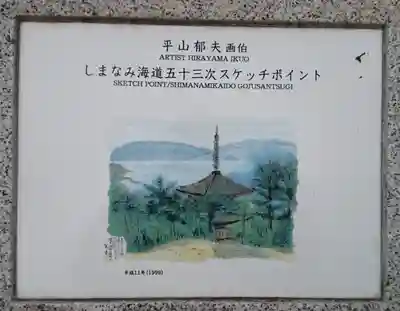 平山郁夫画伯
ARTIST HIRAYAMA IKUO
しまなみ海道五十三次スケッチポイント
SKETCH POINT/SHIMANAMIKAIDO GOJUSANTSUGI
平成11年(1999)